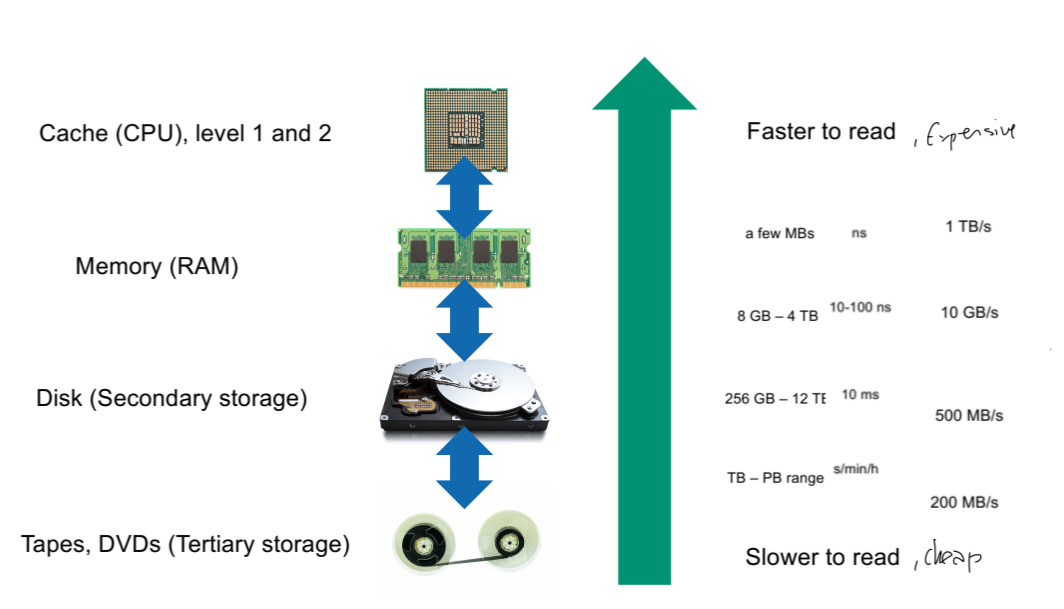 Cache (CPU), level 1 and 2
Faster to read , Expensive
a few MBs ns 1 TB/s
Memory (RAM)
8 GB – 4 TB 10-100 ns 10 GB/s
Disk (Secondary storage)
256 GB – 12 TB 10 ms 500 MB/s
TB – PB range s/min/h 200 MB/s
Tapes, DVDs (Tertiary storage)
Slower to read , cheap